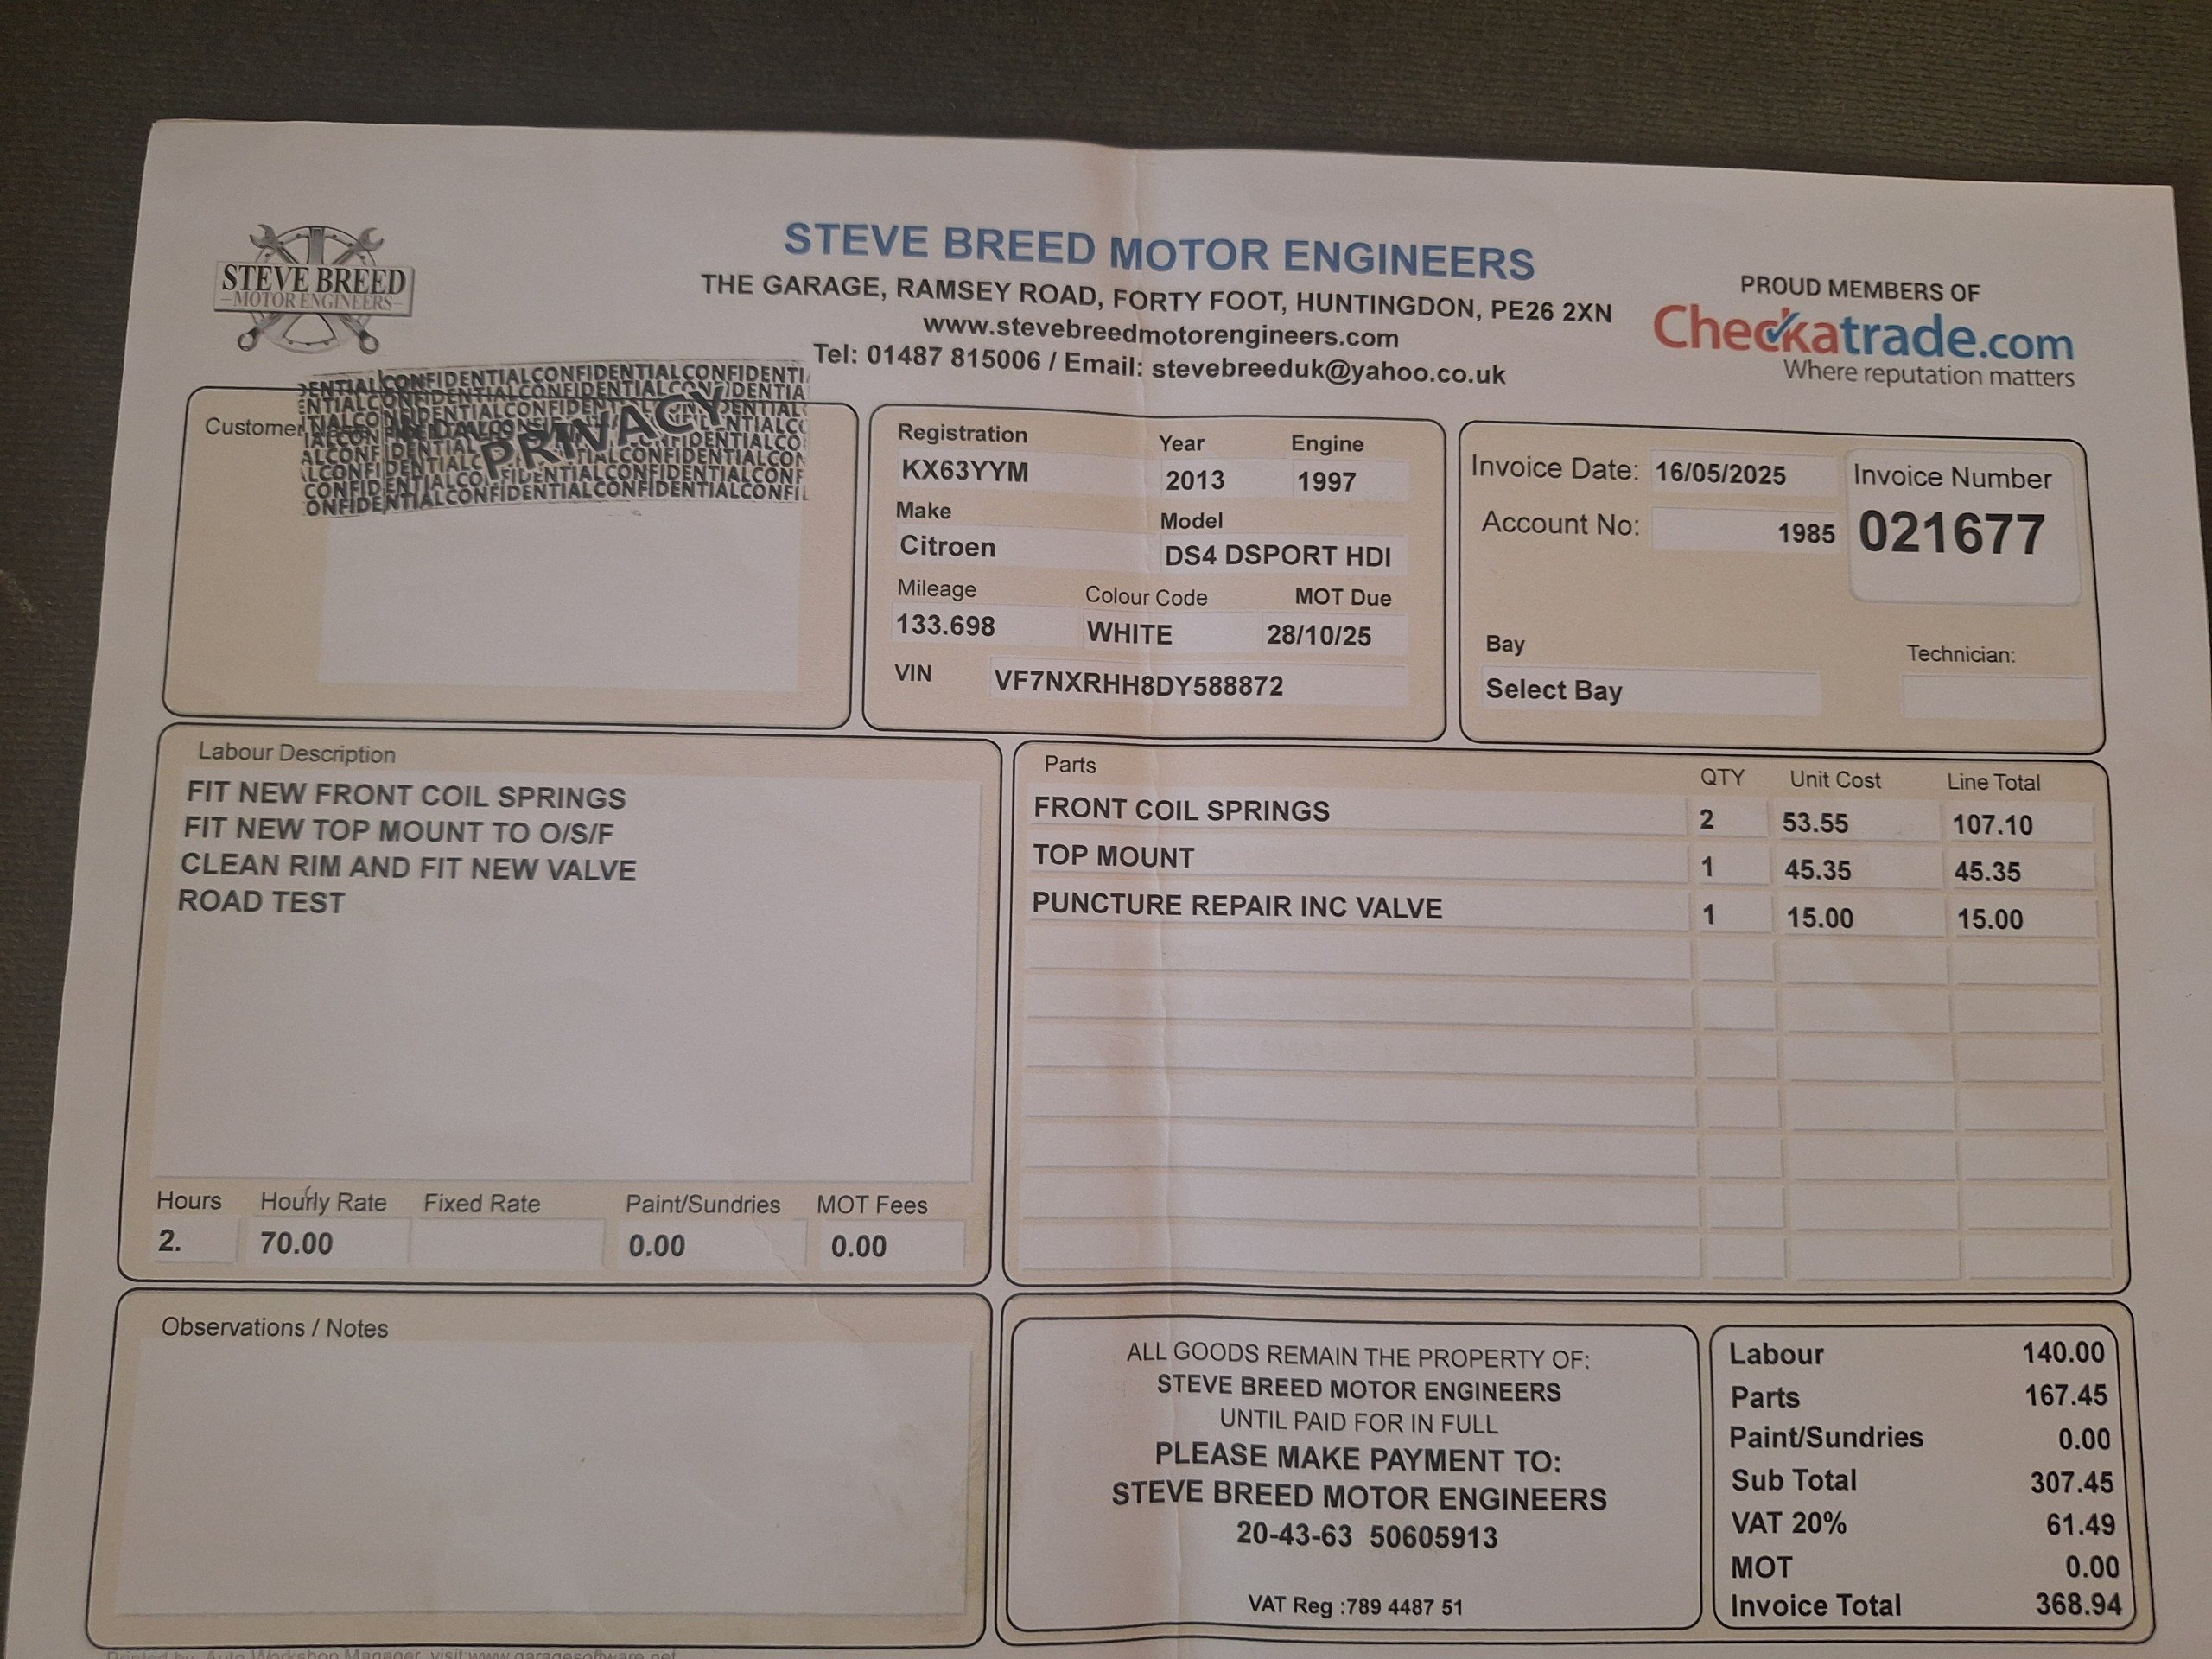 STEVE BREED
MOTOR ENGINEERS
STEVE BREED MOTOR ENGINEERS
THE GARAGE, RAMSEY ROAD, FORTY FOOT, HUNTINGDON, PE26 2XN
www.stevebreedmotorengineers.com
Tel: 01487 815006 / Email: stevebreeduk@yahoo.co.uk
PROUD MEMBERS OF
Checkatrade.com
Where reputation matters
Customer
PRIVACY
Registration Year Engine
KX63YYM 2013 1997
Make Model
Citroen DS4 DSPORT HDI
Mileage Colour Code MOT Due
133.698 WHITE 28/10/25
VIN VF7NXRHH8DY588872
Invoice Date: 16/05/2025
Account No: 1985
Invoice Number
021677
Bay Technician:
Select Bay
Labour Description
FIT NEW FRONT COIL SPRINGS
FIT NEW TOP MOUNT TO O/S/F
CLEAN RIM AND FIT NEW VALVE
ROAD TEST
Hours Hourly Rate Fixed Rate Paint/Sundries MOT Fees
2. 70.00 0.00 0.00
Parts QTY Unit Cost Line Total
FRONT COIL SPRINGS 2 53.55 107.10
TOP MOUNT 1 45.35 45.35
PUNCTURE REPAIR INC VALVE 1 15.00 15.00
Observations / Notes
ALL GOODS REMAIN THE PROPERTY OF:
STEVE BREED MOTOR ENGINEERS
UNTIL PAID FOR IN FULL
PLEASE MAKE PAYMENT TO:
STEVE BREED MOTOR ENGINEERS
20-43-63 50605913
VAT Reg :789 4487 51
Labour 140.00
Parts 167.45
Paint/Sundries 0.00
Sub Total 307.45
VAT 20% 61.49
MOT 0.00
Invoice Total 368.94
Printed by: Auto Workshop Manager, visit www.garagesoftware.net